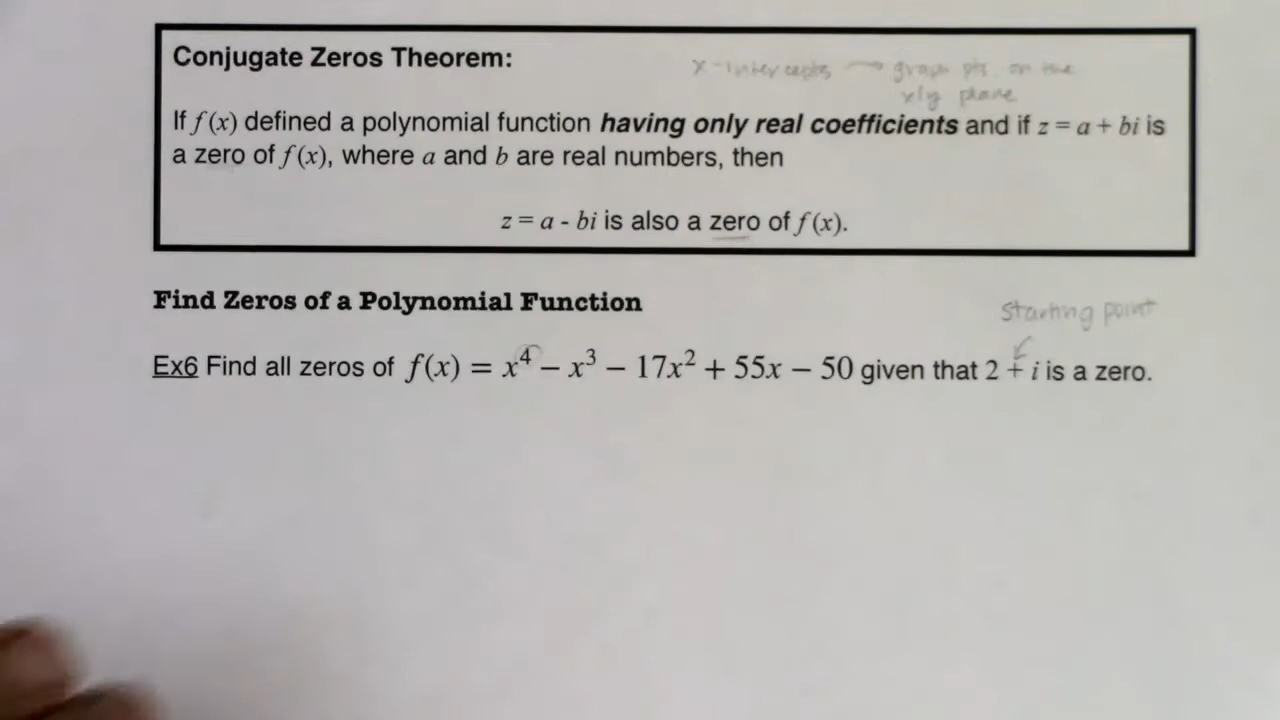 Conjugate Zeros Theorem:
x-intercepts → graph pts. on the
x/y plane
If f(x) defined a polynomial function having only real coefficients and if z = a + bi is
a zero of f(x), where a and b are real numbers, then
z = a - bi is also a zero of f(x).
Find Zeros of a Polynomial Function
starting point
Ex6 Find all zeros of f(x) = x⁴ − x³ − 17x² + 55x − 50 given that 2 + i is a zero.